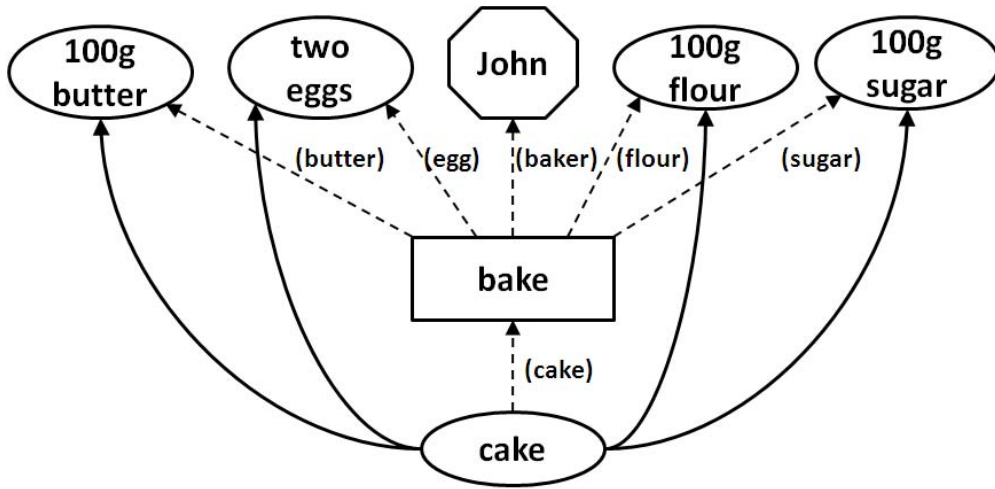 100g
butter
two
eggs
John
100g
flour
100g
sugar
(butter)
(egg)
(baker)
(flour)
(sugar)
bake
(cake)
cake